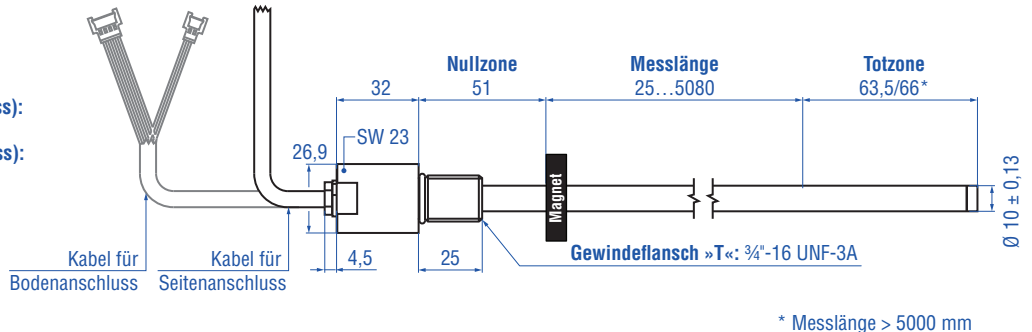 Nullzone
Messlänge
Totzone
32
51
25…5080
63,5/66*
ss):
ss):
SW 23
26,9
Magnet
Ø 10 ± 0,13
Kabel für
Bodenanschluss
Kabel für
Seitenanschluss
4,5
25
Gewindeflansch »T«: ¾"-16 UNF-3A
* Messlänge > 5000 mm